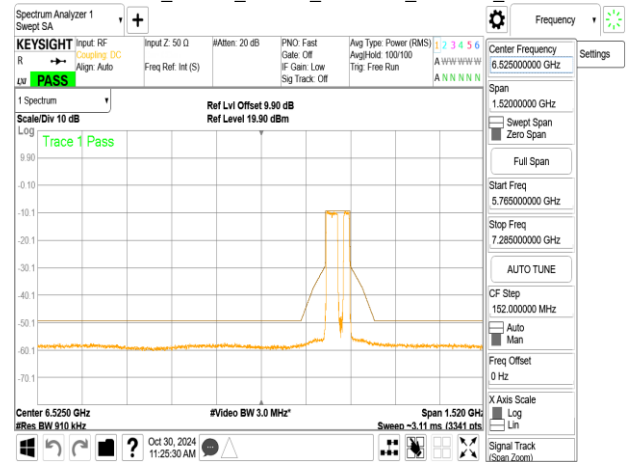 Spectrum Analyzer 1
Swept SA
Frequency
KEYSIGHT
R
LXI
PASS
Input: RF
Coupling: DC
Align: Auto
Input Z: 50 Ω
Freq Ref: Int (S)
#Atten: 20 dB
PNO: Fast
Gate: Off
IF Gain: Low
Sig Track: Off
Avg Type: Power (RMS)
Avg|Hold: 100/100
Trig: Free Run
1 2 3 4 5 6
A W W W W W
A N N N N N
1 Spectrum
Scale/Div 10 dB
Ref Lvl Offset 9.90 dB
Ref Level 19.90 dBm
Log
Trace 1 Pass
9.90
-0.10
-10.1
-20.1
-30.1
-40.1
-50.1
-60.1
-70.1
Center 6.5250 GHz
#Res BW 910 kHz
#Video BW 3.0 MHz*
Span 1.520 GHz
Sweep ~3.11 ms (3341 pts
Oct 30, 2024
11:25:30 AM
?
Center Frequency
6.525000000 GHz
Settings
Span
1.52000000 GHz
Swept Span
Zero Span
Full Span
Start Freq
5.765000000 GHz
Stop Freq
7.285000000 GHz
AUTO TUNE
CF Step
152.000000 MHz
Auto
Man
Freq Offset
0 Hz
X Axis Scale
Log
Lin
Signal Track
(Span Zoom)